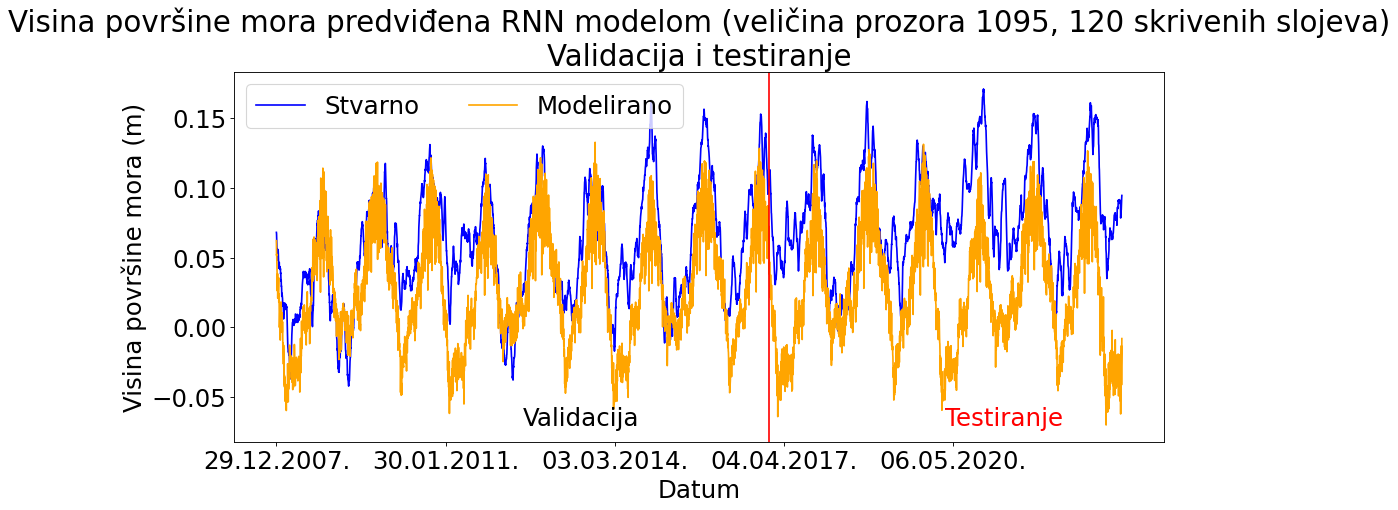 Visina površine mora predviđena RNN modelom (veličina prozora 1095, 120 skrivenih slojeva)
Validacija i testiranje
Stvarno
Modelirano
Visina površine mora (m)
0.15
0.10
0.05
0.00
−0.05
Validacija
Testiranje
29.12.2007.
30.01.2011.
03.03.2014.
04.04.2017.
06.05.2020.
Datum